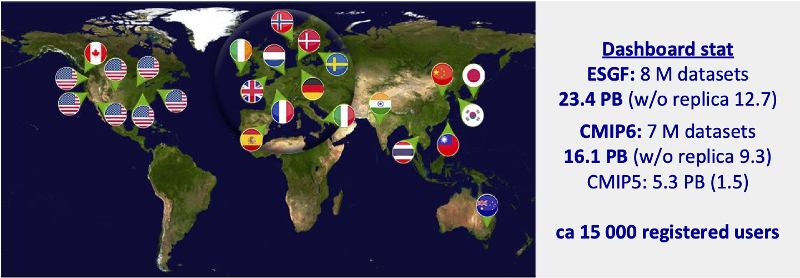 Dashboard stat
ESGF: 8 M datasets
23.4 PB (w/o replica 12.7)
CMIP6: 7 M datasets
16.1 PB (w/o replica 9.3)
CMIP5: 5.3 PB (1.5)
ca 15 000 registered users